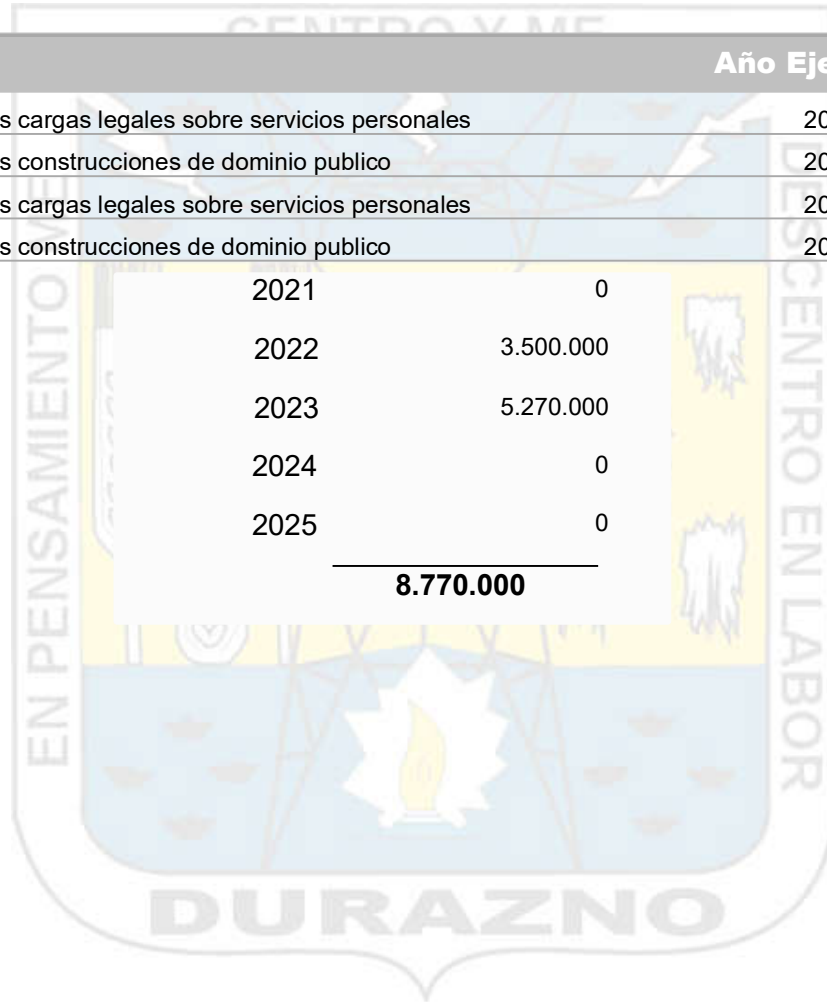 CENTRO Y ME
Año Eje
s cargas legales sobre servicios personales 20
s construcciones de dominio publico 20
s cargas legales sobre servicios personales 20
s construcciones de dominio publico 20
2021 0
2022 3.500.000
2023 5.270.000
2024 0
2025 0
8.770.000
EN PENSAMIENTO ME
DESCENTRO EN LABOR
DURAZNO